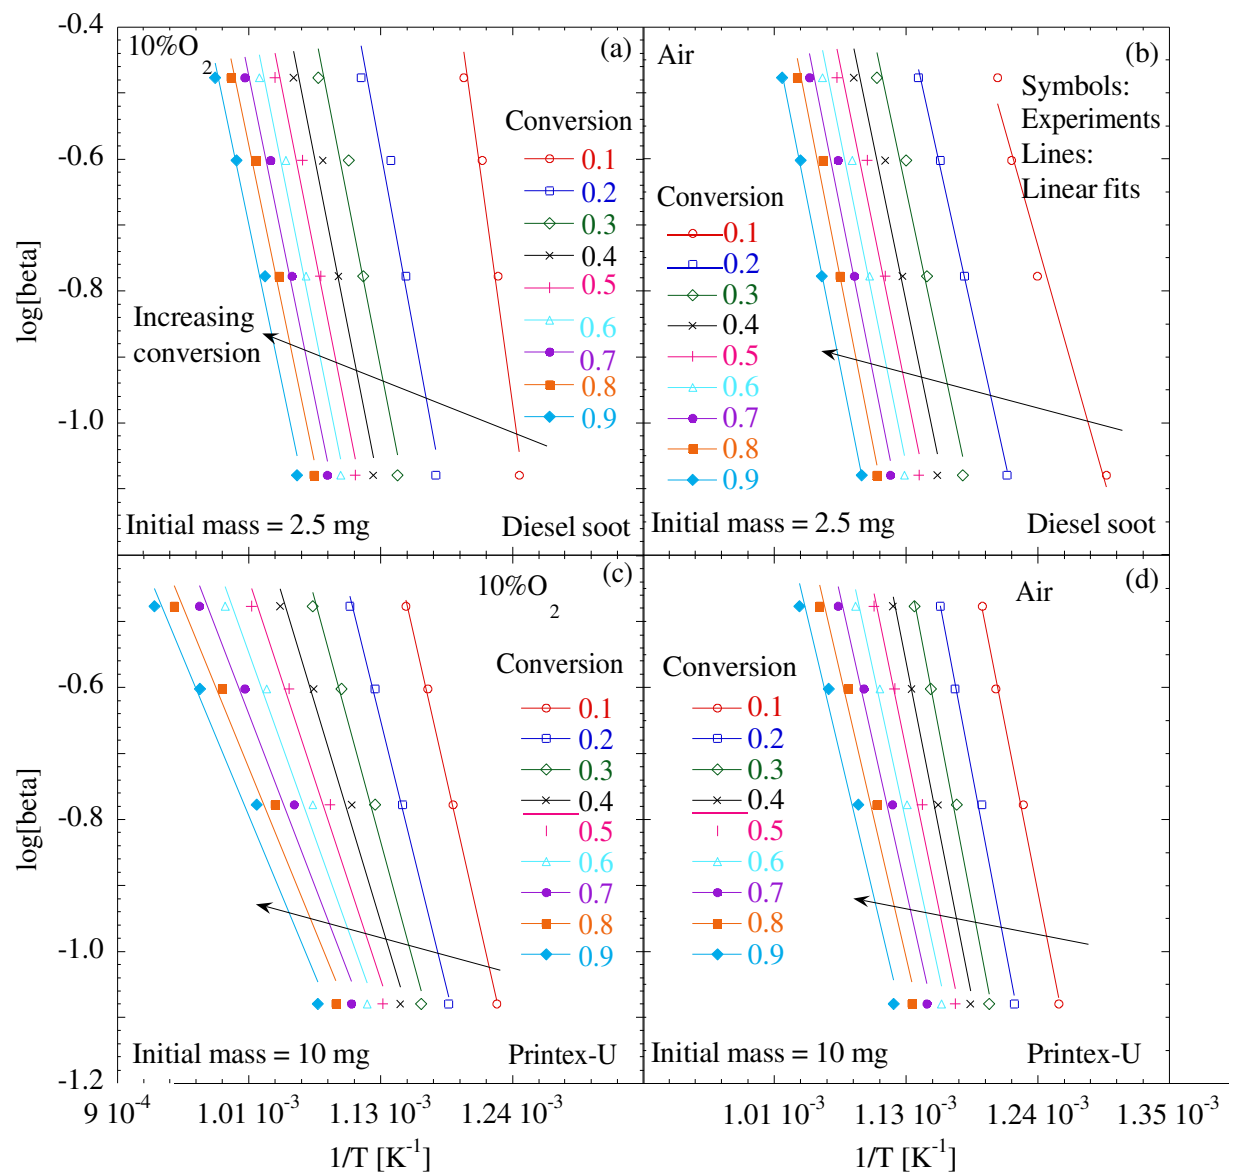 -0.4
10%O2
(a)
Conversion
0.1
0.2
0.3
0.4
0.5
0.6
0.7
0.8
0.9
Increasing
conversion
Initial mass = 2.5 mg
Diesel soot
-0.6
-0.8
-1.0
log[beta]
Air
(b)
Symbols:
Experiments
Lines:
Linear fits
Conversion
0.1
0.2
0.3
0.4
0.5
0.6
0.7
0.8
0.9
Initial mass = 2.5 mg
Diesel soot
10%O2
(c)
Conversion
0.1
0.2
0.3
0.4
0.5
0.6
0.7
0.8
0.9
Initial mass = 10 mg
Printex-U
-0.6
-0.8
-1.0
-1.2
log[beta]
Air
(d)
Conversion
0.1
0.2
0.3
0.4
0.5
0.6
0.7
0.8
0.9
Initial mass = 10 mg
Printex-U
9 10-4 1.01 10-3 1.13 10-3 1.24 10-3
1/T [K-1]
1.01 10-3 1.13 10-3 1.24 10-3 1.35 10-3
1/T [K-1]